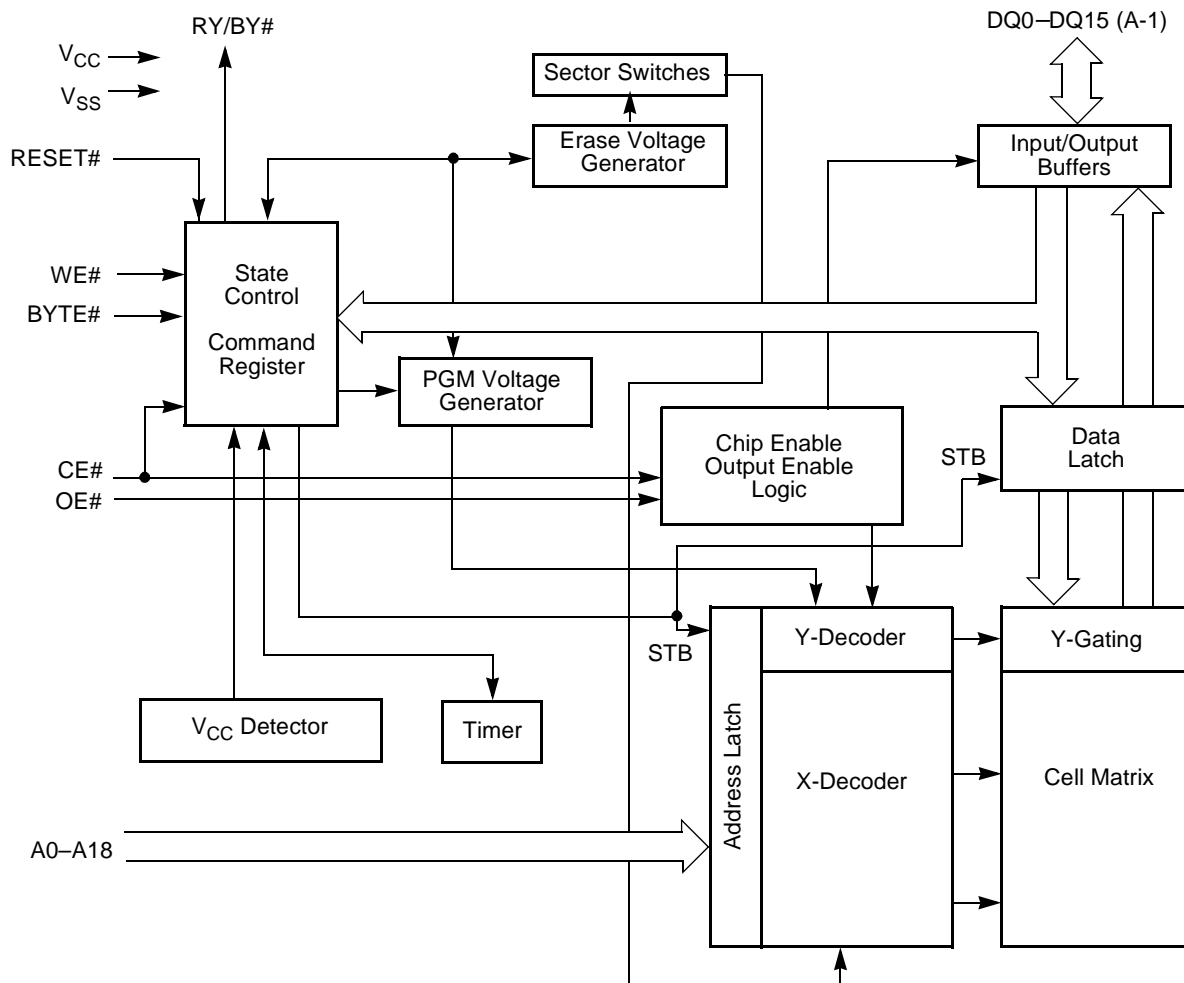 RY/BY#
DQ0–DQ15 (A-1)
VCC
VSS
Sector Switches
Erase Voltage
Generator
Input/Output
Buffers
RESET#
WE#
BYTE#
State
Control
Command
Register
PGM Voltage
Generator
Chip Enable
Output Enable
Logic
Data
Latch
STB
CE#
OE#
STB
Y-Decoder
Y-Gating
VCC Detector
Timer
Address Latch
X-Decoder
Cell Matrix
A0–A18